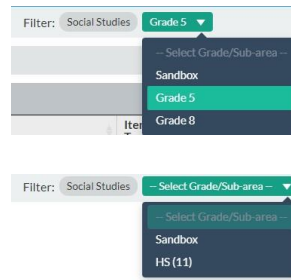 Filter: Social Studies Grade 5
-- Select Grade/Sub-area --
Sandbox
Grade 5
Grade 8
Filter: Social Studies -- Select Grade/Sub-area --
-- Select Grade/Sub-area --
Sandbox
HS (11)